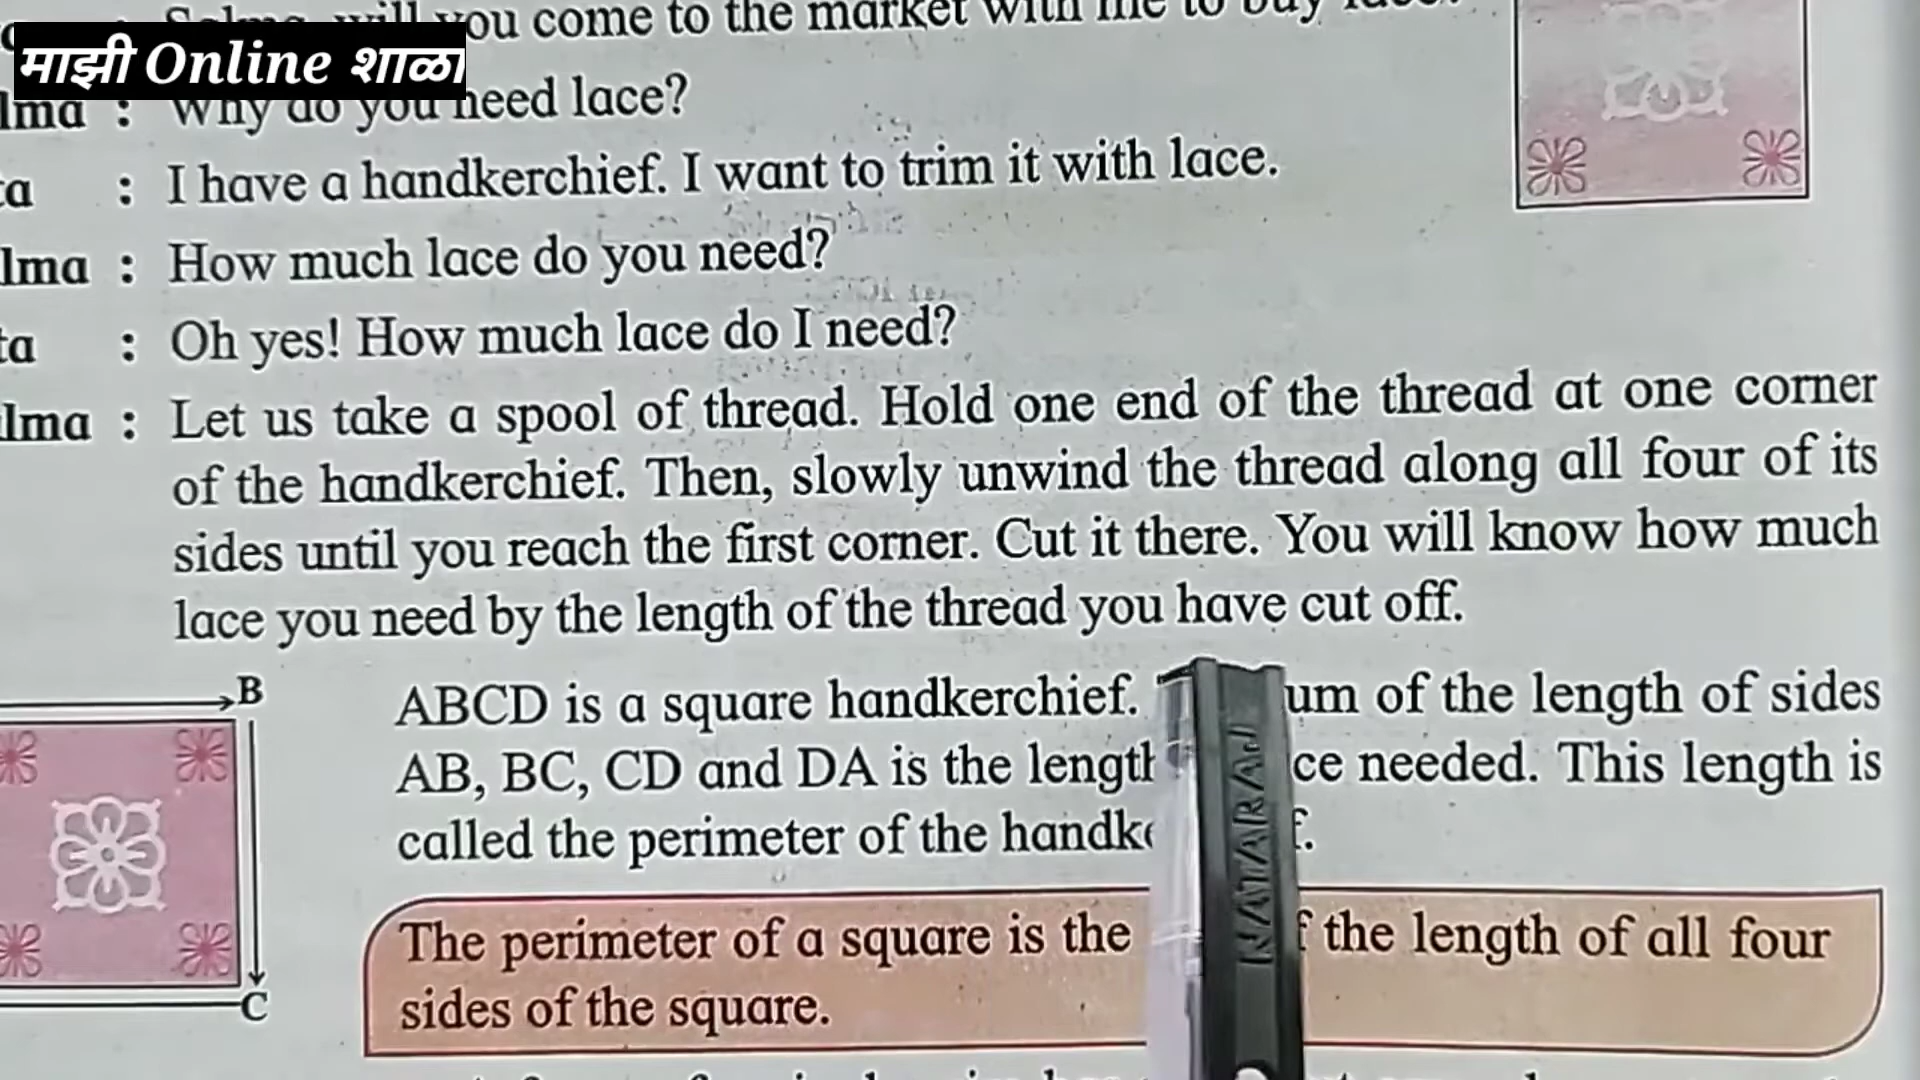 you come to the market with me to buy
माझी Online शाळा
lma : Why do you need lace?
ta : I have a handkerchief. I want to trim it with lace.
lma : How much lace do you need?
ta : Oh yes! How much lace do I need?
lma : Let us take a spool of thread. Hold one end of the thread at one corner
of the handkerchief. Then, slowly unwind the thread along all four of its
sides until you reach the first corner. Cut it there. You will know how much
lace you need by the length of the thread you have cut off.
B
ABCD is a square handkerchief. um of the length of sides
AB, BC, CD and DA is the length ce needed. This length is
called the perimeter of the handke f.
NATARAJ
The perimeter of a square is the f the length of all four
sides of the square.
C